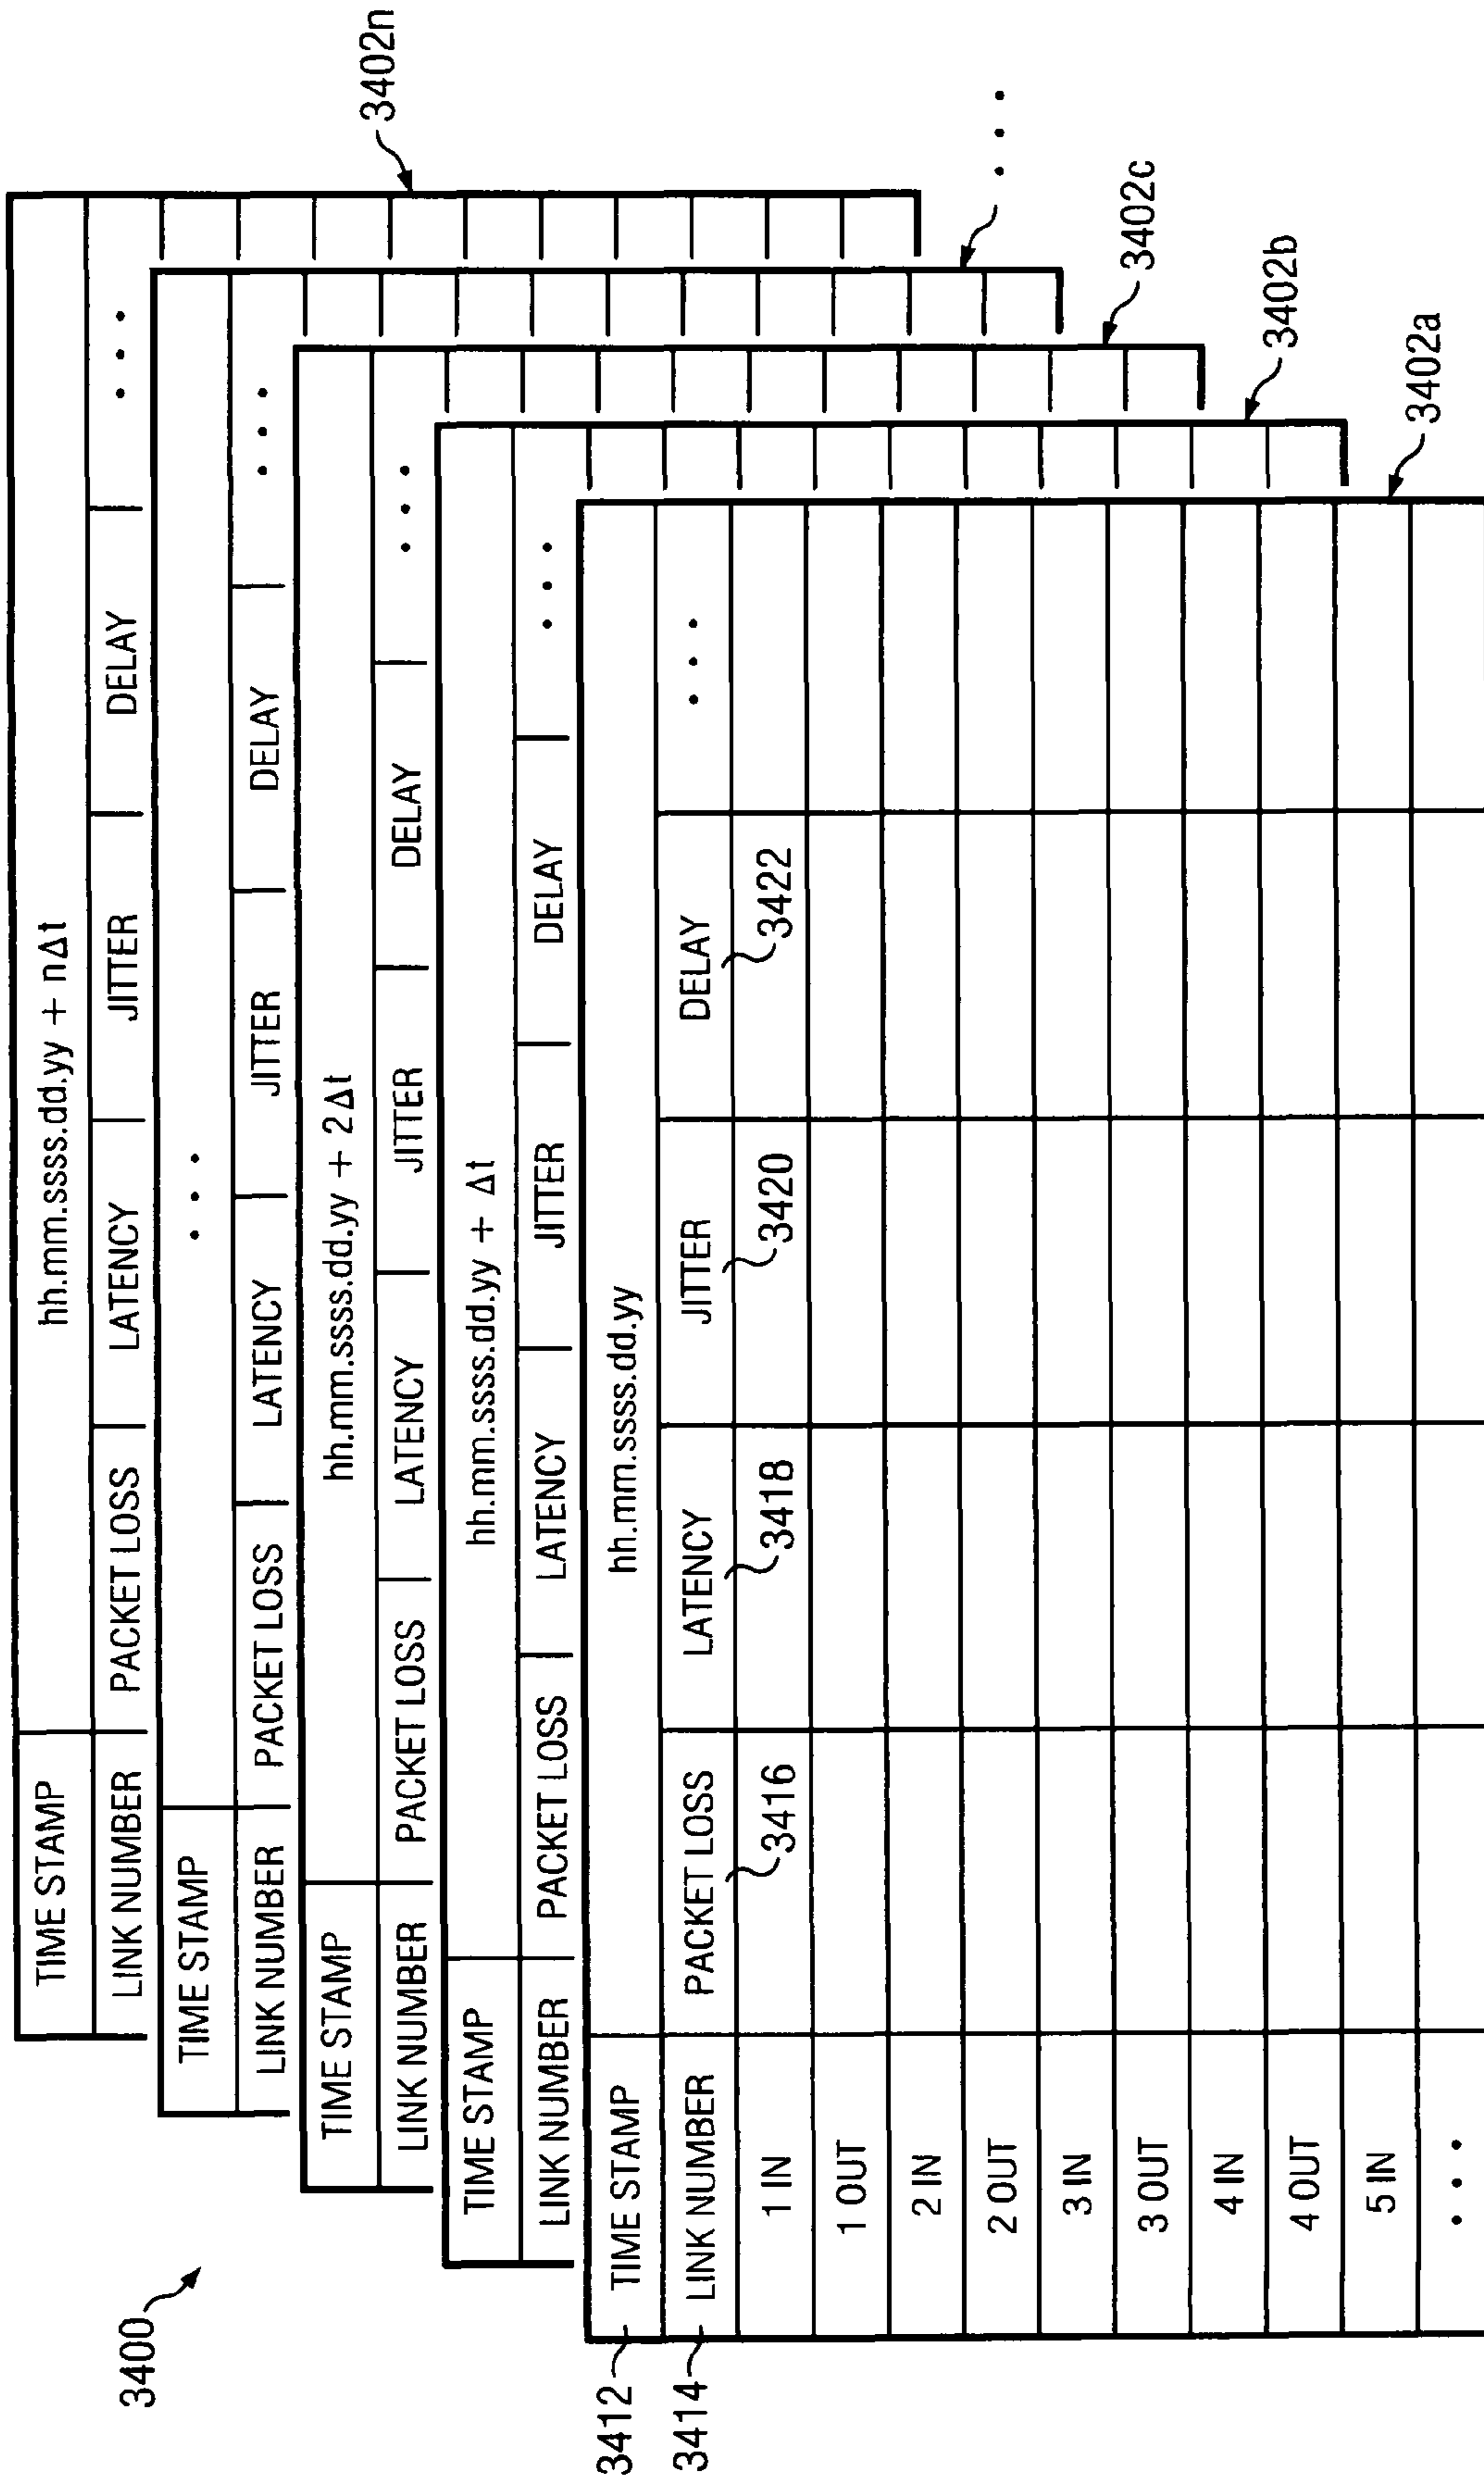 3400
TIME STAMP hh.mm.ssss.dd.yy + nΔt
LINK NUMBER PACKET LOSS LATENCY JITTER DELAY • • •
3402n
TIME STAMP • • •
LINK NUMBER PACKET LOSS LATENCY JITTER DELAY • • •
• • •
TIME STAMP hh.mm.ssss.dd.yy + 2Δt
LINK NUMBER PACKET LOSS LATENCY JITTER DELAY • • •
3402c
TIME STAMP hh.mm.ssss.dd.yy + Δt
LINK NUMBER PACKET LOSS LATENCY JITTER DELAY • • •
3402b
3412 TIME STAMP hh.mm.ssss.dd.yy
3414 LINK NUMBER PACKET LOSS LATENCY JITTER DELAY • • •
1 IN 3416 3418 3420 3422
1 OUT
2 IN
2 OUT
3 IN
3 OUT
4 IN
4 OUT
5 IN
3402a
• • •